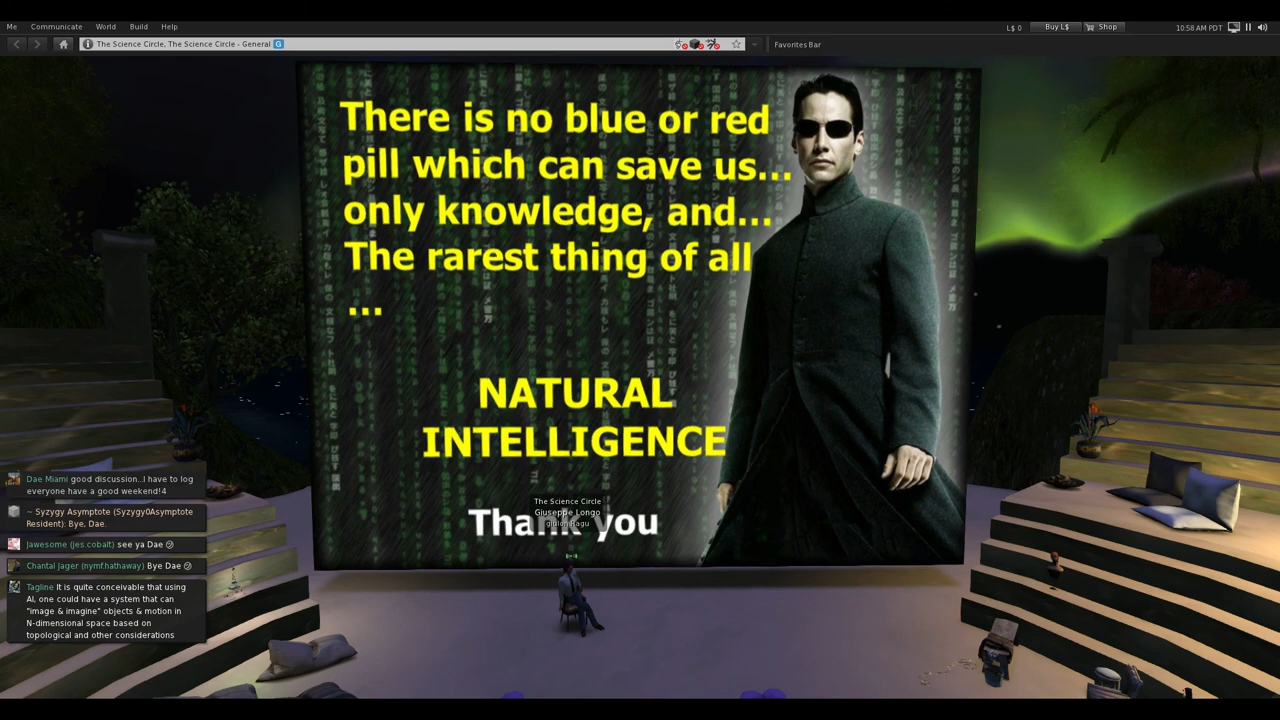 Me Communicate World Build Help
L$ 0 Buy L$ Shop 10:58 AM PDT
The Science Circle, The Science Circle - General G
Favorites Bar
There is no blue or red
pill which can save us...
only knowledge, and...
The rarest thing of all
...
NATURAL
INTELLIGENCE
Thank you
The Science Circle
Giuseppe Longo
Dae Miami good discussion..I have to log
everyone have a good weekend!4
~ Syzygy Asymptote (Syzygy0Asymptote
Resident): Bye, Dae.
Jawesome (jes.cobalt) see ya Dae
Chantal Jager (nymf.hathaway) Bye Dae
Tagline It is quite conceivable that using
AI, one could have a system that can
"image & imagine" objects & motion in
N-dimensional space based on
topological and other considerations